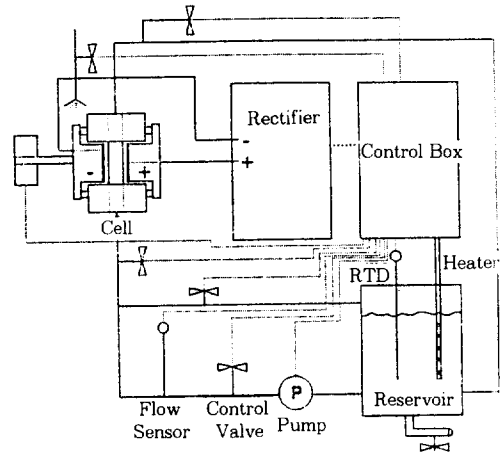 Rectifier
-
+
Control Box
-
+
Cell
RTD
Heater
Reservoir
P
Flow
Sensor
Control
Valve
Pump